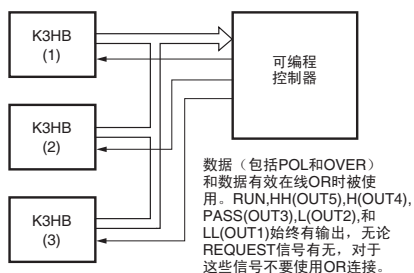 K3HB
(1)
K3HB
(2)
K3HB
(3)
可编程
控制器
数据（包括POL和OVER）
和数据有效在线OR时被使
用。RUN,HH(OUT5),H(OUT4),
PASS(OUT3),L(OUT2),和
LL(OUT1)始终有输出，无论
REQUEST信号有无，对于
这些信号不要使用OR连接。